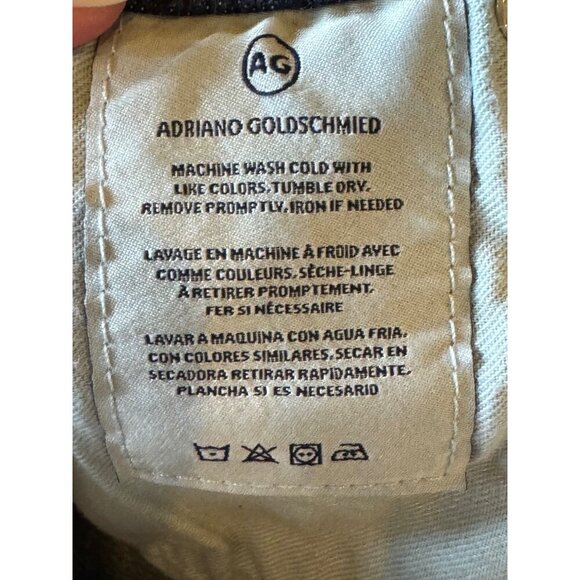 AG
ADRIANO GOLDSCHMIED
MACHINE WASH COLD WITH
LIKE COLORS, TUMBLE DRY.
REMOVE PROMPTLY, IRON IF NEEDED
LAVAGE EN MACHINE À FROID AVEC
COMME COULEURS. SÈCHE-LINGE
À RETIRER PROMPTEMENT.
FER SI NÉCESSAIRE
LAVAR A MAQUINA CON AGUA FRIA.
CON COLORES SIMILARES, SECAR EN
SECADORA RETIRAR RAPIDAMENTE.
PLANCHA SI ES NECESARIO